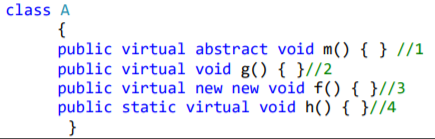 class A
{
public virtual abstract void m() { } //1
public virtual void g() { }//2
public virtual new new void f() { }//3
public static virtual void h() { }//4
}